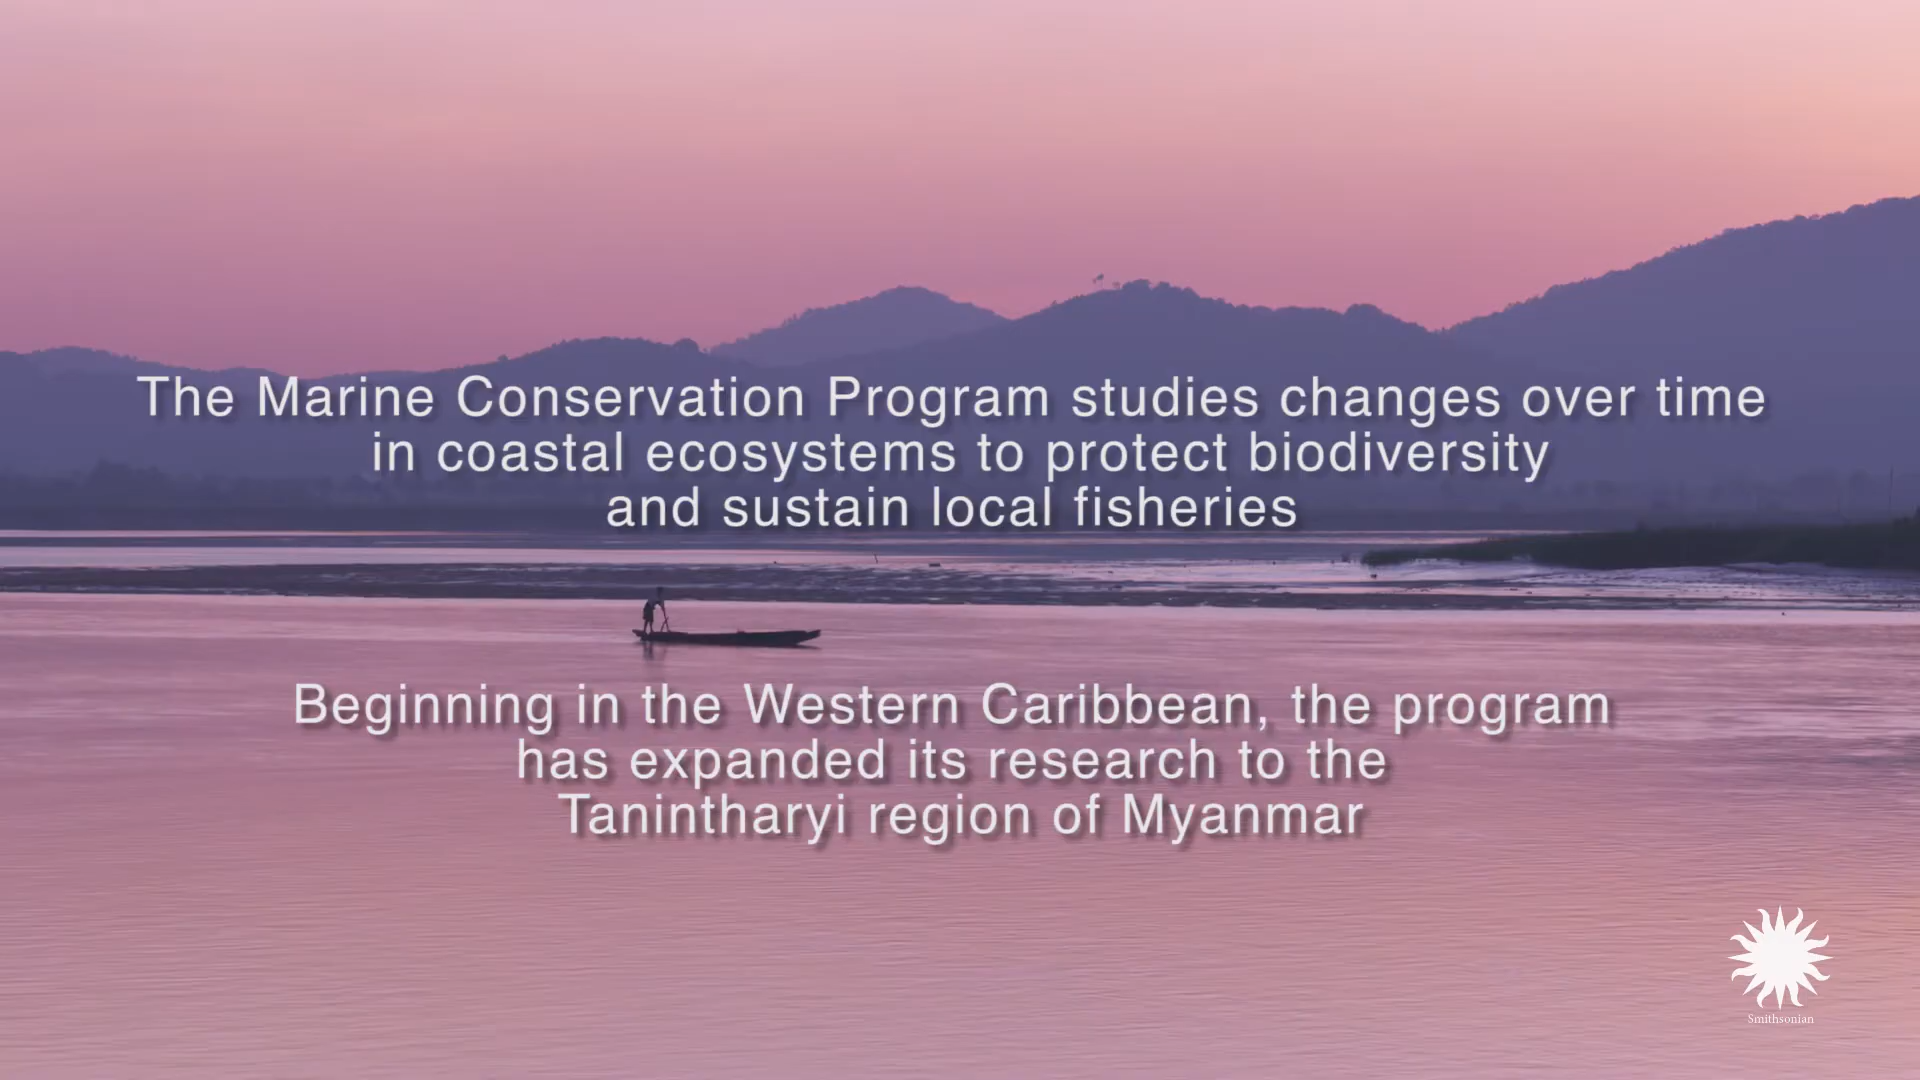 The Marine Conservation Program studies changes over time
in coastal ecosystems to protect biodiversity
and sustain local fisheries
Beginning in the Western Caribbean, the program
has expanded its research to the
Tanintharyi region of Myanmar
Smithsonian